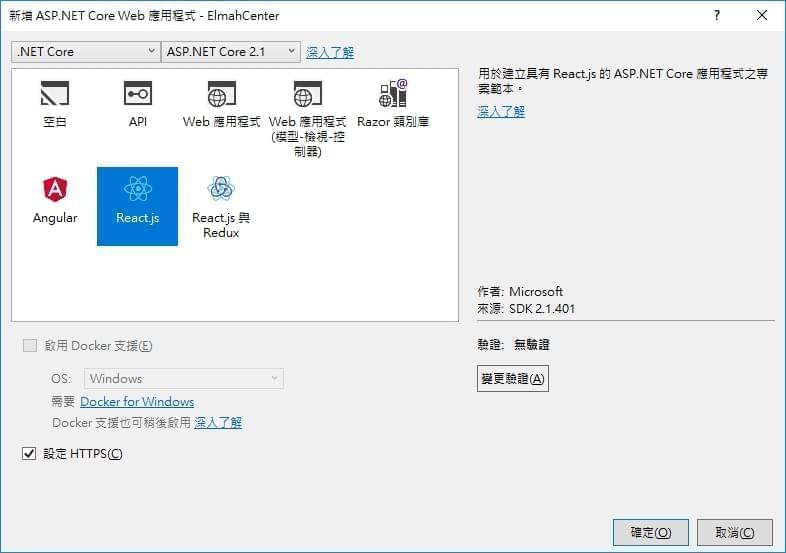 新增 ASP.NET Core Web 應用程式 - ElmahCenter
? ✕
.NET Core
ASP.NET Core 2.1
深入了解
空白
API
Web 應用程式
Web 應用程式
(模型-檢視-控
制器)
Razor 類別庫
Angular
React.js
React.js 與
Redux
用於建立具有 React.js 的 ASP.NET Core 應用程式之專
案範本。
深入了解
作者: Microsoft
來源: SDK 2.1.401
驗證: 無驗證
變更驗證(A)
啟用 Docker 支援(E)
OS: Windows
需要 Docker for Windows
Docker 支援也可稍後啟用 深入了解
設定 HTTPS(C)
確定(O)
取消(C)